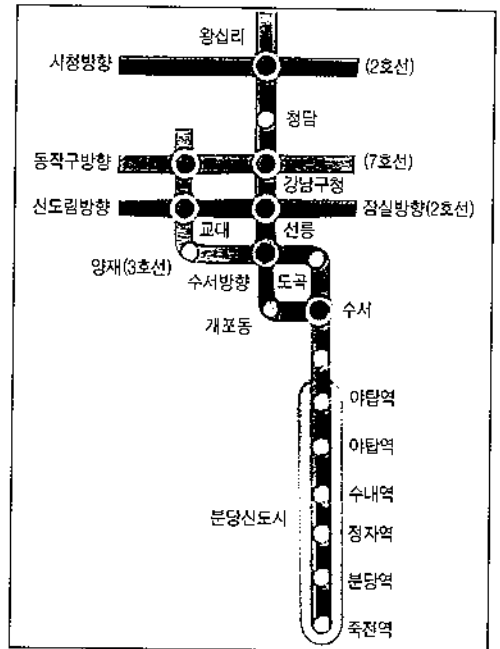 왕십리
시청방향 (2호선)
청담
동작구방향 (7호선)
강남구청
신도림방향 잠실방향(2호선)
교대 선릉
양재(3호선)
수서방향 도곡
개포동 수서
야탑역
야탑역
수내역
분당신도시
정자역
분당역
죽전역